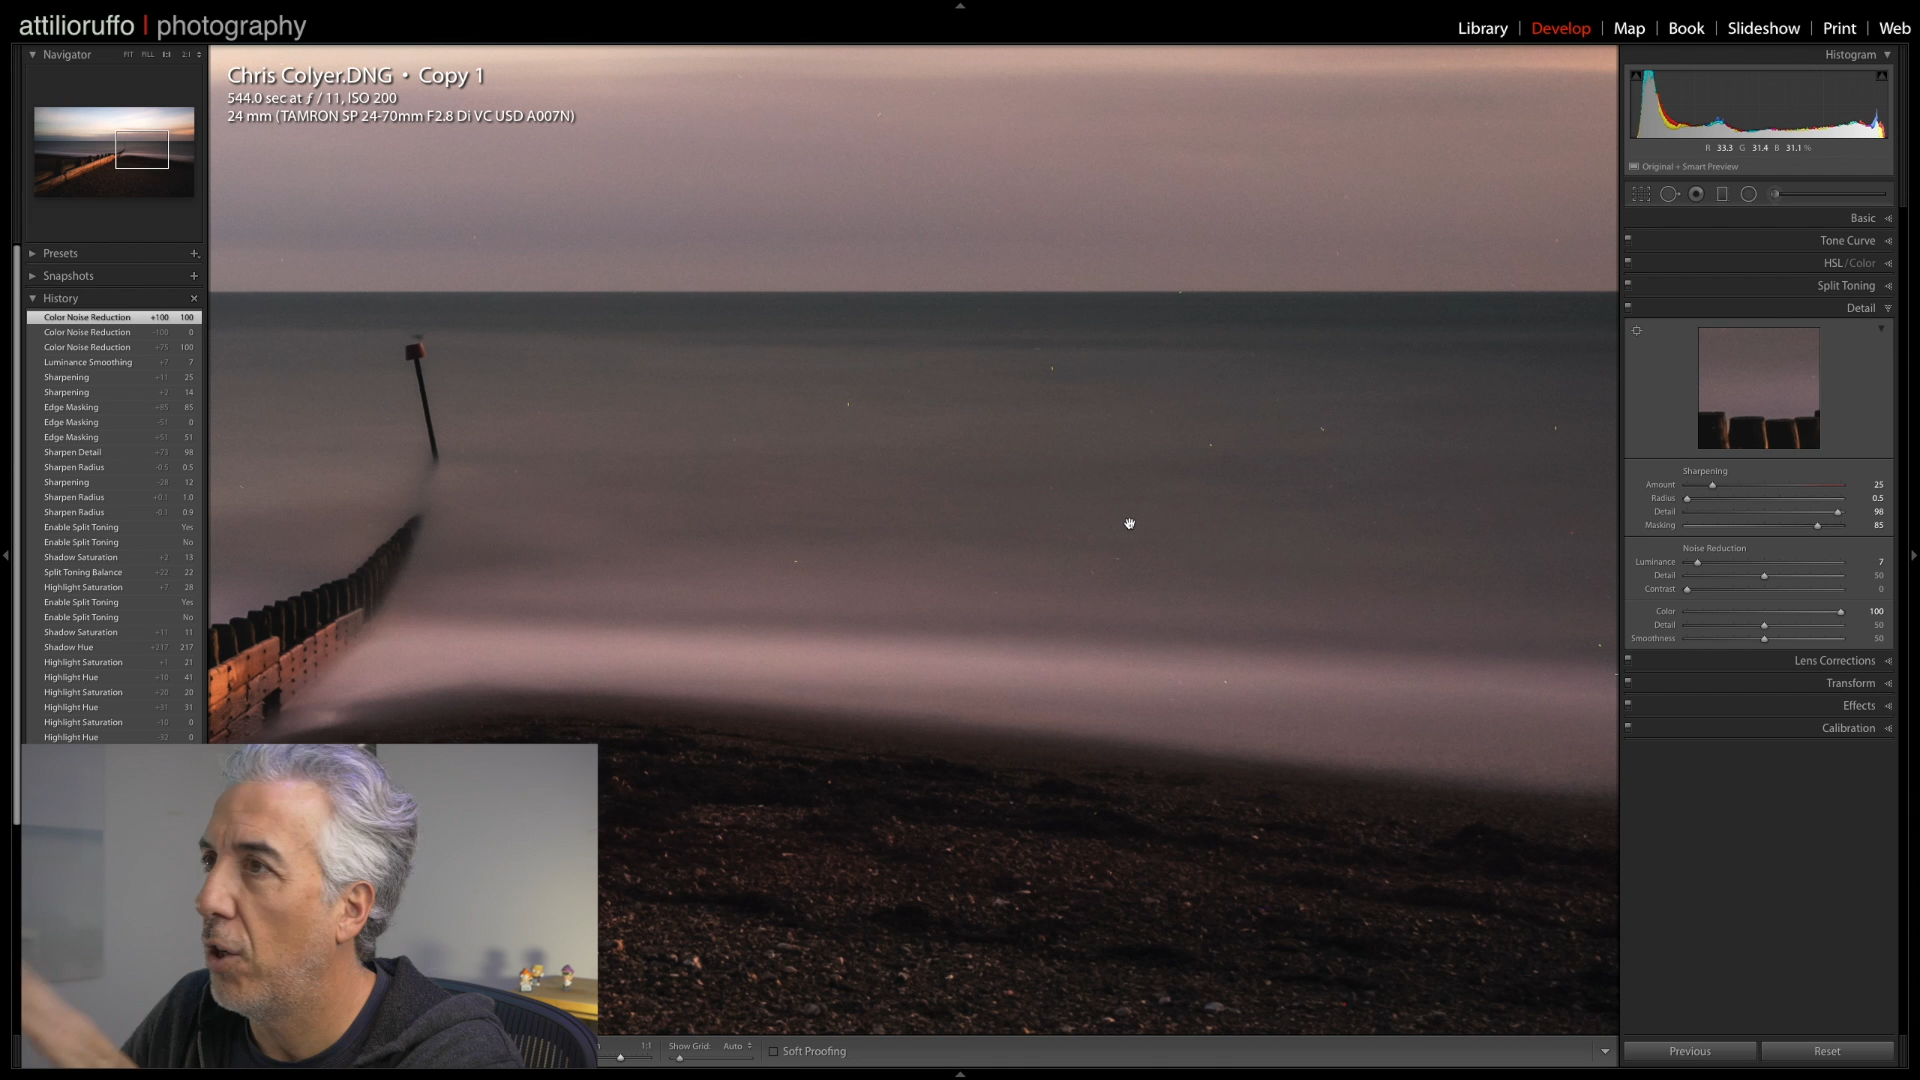 attilioruffo | photography
Library | Develop | Map | Book | Slideshow | Print | Web
Navigator FIT FILL 1:1 2:1
Chris Colyer.DNG • Copy 1
544.0 sec at ƒ / 11, ISO 200
24 mm (TAMRON SP 24-70mm F2.8 Di VC USD A007N)
Presets
Snapshots
History
Color Noise Reduction +100 100
Color Noise Reduction -100 0
Color Noise Reduction +75 100
Luminance Smoothing +7 7
Sharpening +11 25
Sharpening +2 14
Edge Masking +85 85
Edge Masking -51 0
Edge Masking +51 51
Sharpen Detail +73 98
Sharpen Radius -0.5 0.5
Sharpening -28 12
Sharpen Radius +0.1 1.0
Sharpen Radius -0.1 0.9
Enable Split Toning Yes
Enable Split Toning No
Shadow Saturation +2 13
Split Toning Balance +22 22
Highlight Saturation +7 28
Enable Split Toning Yes
Enable Split Toning No
Shadow Saturation +11 11
Shadow Hue +217 217
Highlight Saturation +1 21
Highlight Hue +10 41
Highlight Saturation +20 20
Highlight Hue +31 31
Highlight Saturation -10 0
Highlight Hue -32 0
1:1 Show Grid: Auto Soft Proofing
Histogram
R 33.3 G 31.4 B 31.1 %
Original + Smart Preview
Basic
Tone Curve
HSL / Color
Split Toning
Detail
Sharpening
Amount 25
Radius 0.5
Detail 98
Masking 85
Noise Reduction
Luminance 7
Detail 50
Contrast 0
Color 100
Detail 50
Smoothness 50
Lens Corrections
Transform
Effects
Calibration
Previous Reset